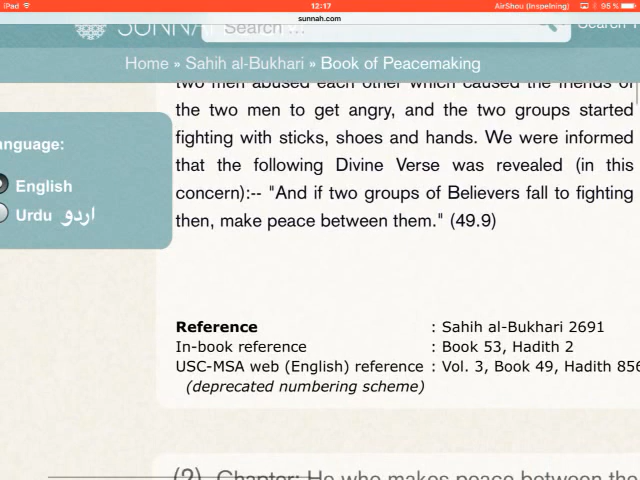 iPad 12:17 AirShou (Inspelning) 95 %
sunnah.com
Search ...
Search
Home » Sahih al-Bukhari » Book of Peacemaking
two men abused each other which caused the friends of
the two men to get angry, and the two groups started
fighting with sticks, shoes and hands. We were informed
that the following Divine Verse was revealed (in this
concern):-- "And if two groups of Believers fall to fighting
then, make peace between them." (49.9)
anguage:
English
Urdu اردو
Reference : Sahih al-Bukhari 2691
In-book reference : Book 53, Hadith 2
USC-MSA web (English) reference : Vol. 3, Book 49, Hadith 856
(deprecated numbering scheme)
(2) Chapter: He who makes peace between the